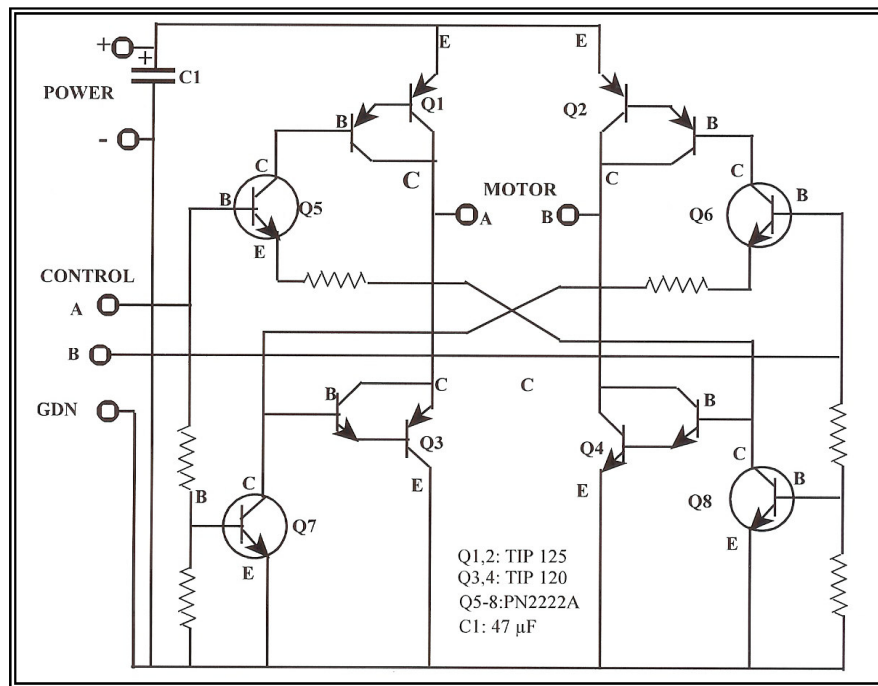 +
+
C1
POWER
-
E
E
Q1
Q2
B
B
C
C
C
C
MOTOR
B
Q5
A
B
Q6
B
E
E
CONTROL
A
B
GDN
B
C
C
B
Q3
Q4
E
E
C
C
B
B
Q7
Q8
E
E
Q1,2: TIP 125
Q3,4: TIP 120
Q5-8:PN2222A
C1: 47 µF